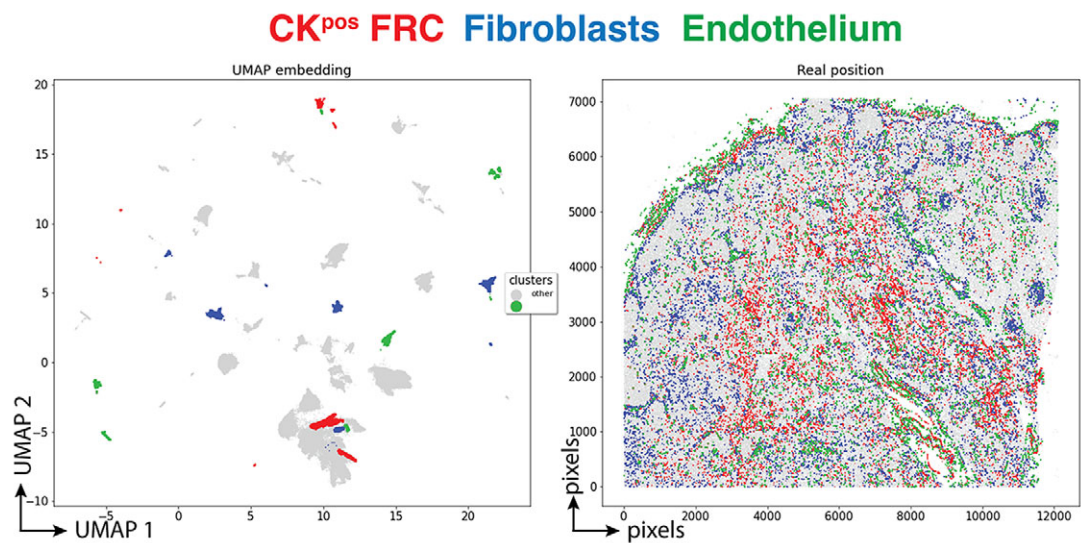 CKpos FRC Fibroblasts Endothelium
UMAP embedding
20
15
10
5
0
−5
−10
−5 0 5 10 15 20
UMAP 2
UMAP 1
clusters
other
Real position
7000
6000
5000
4000
3000
2000
1000
0
0 2000 4000 6000 8000 10000 12000
pixels
pixels